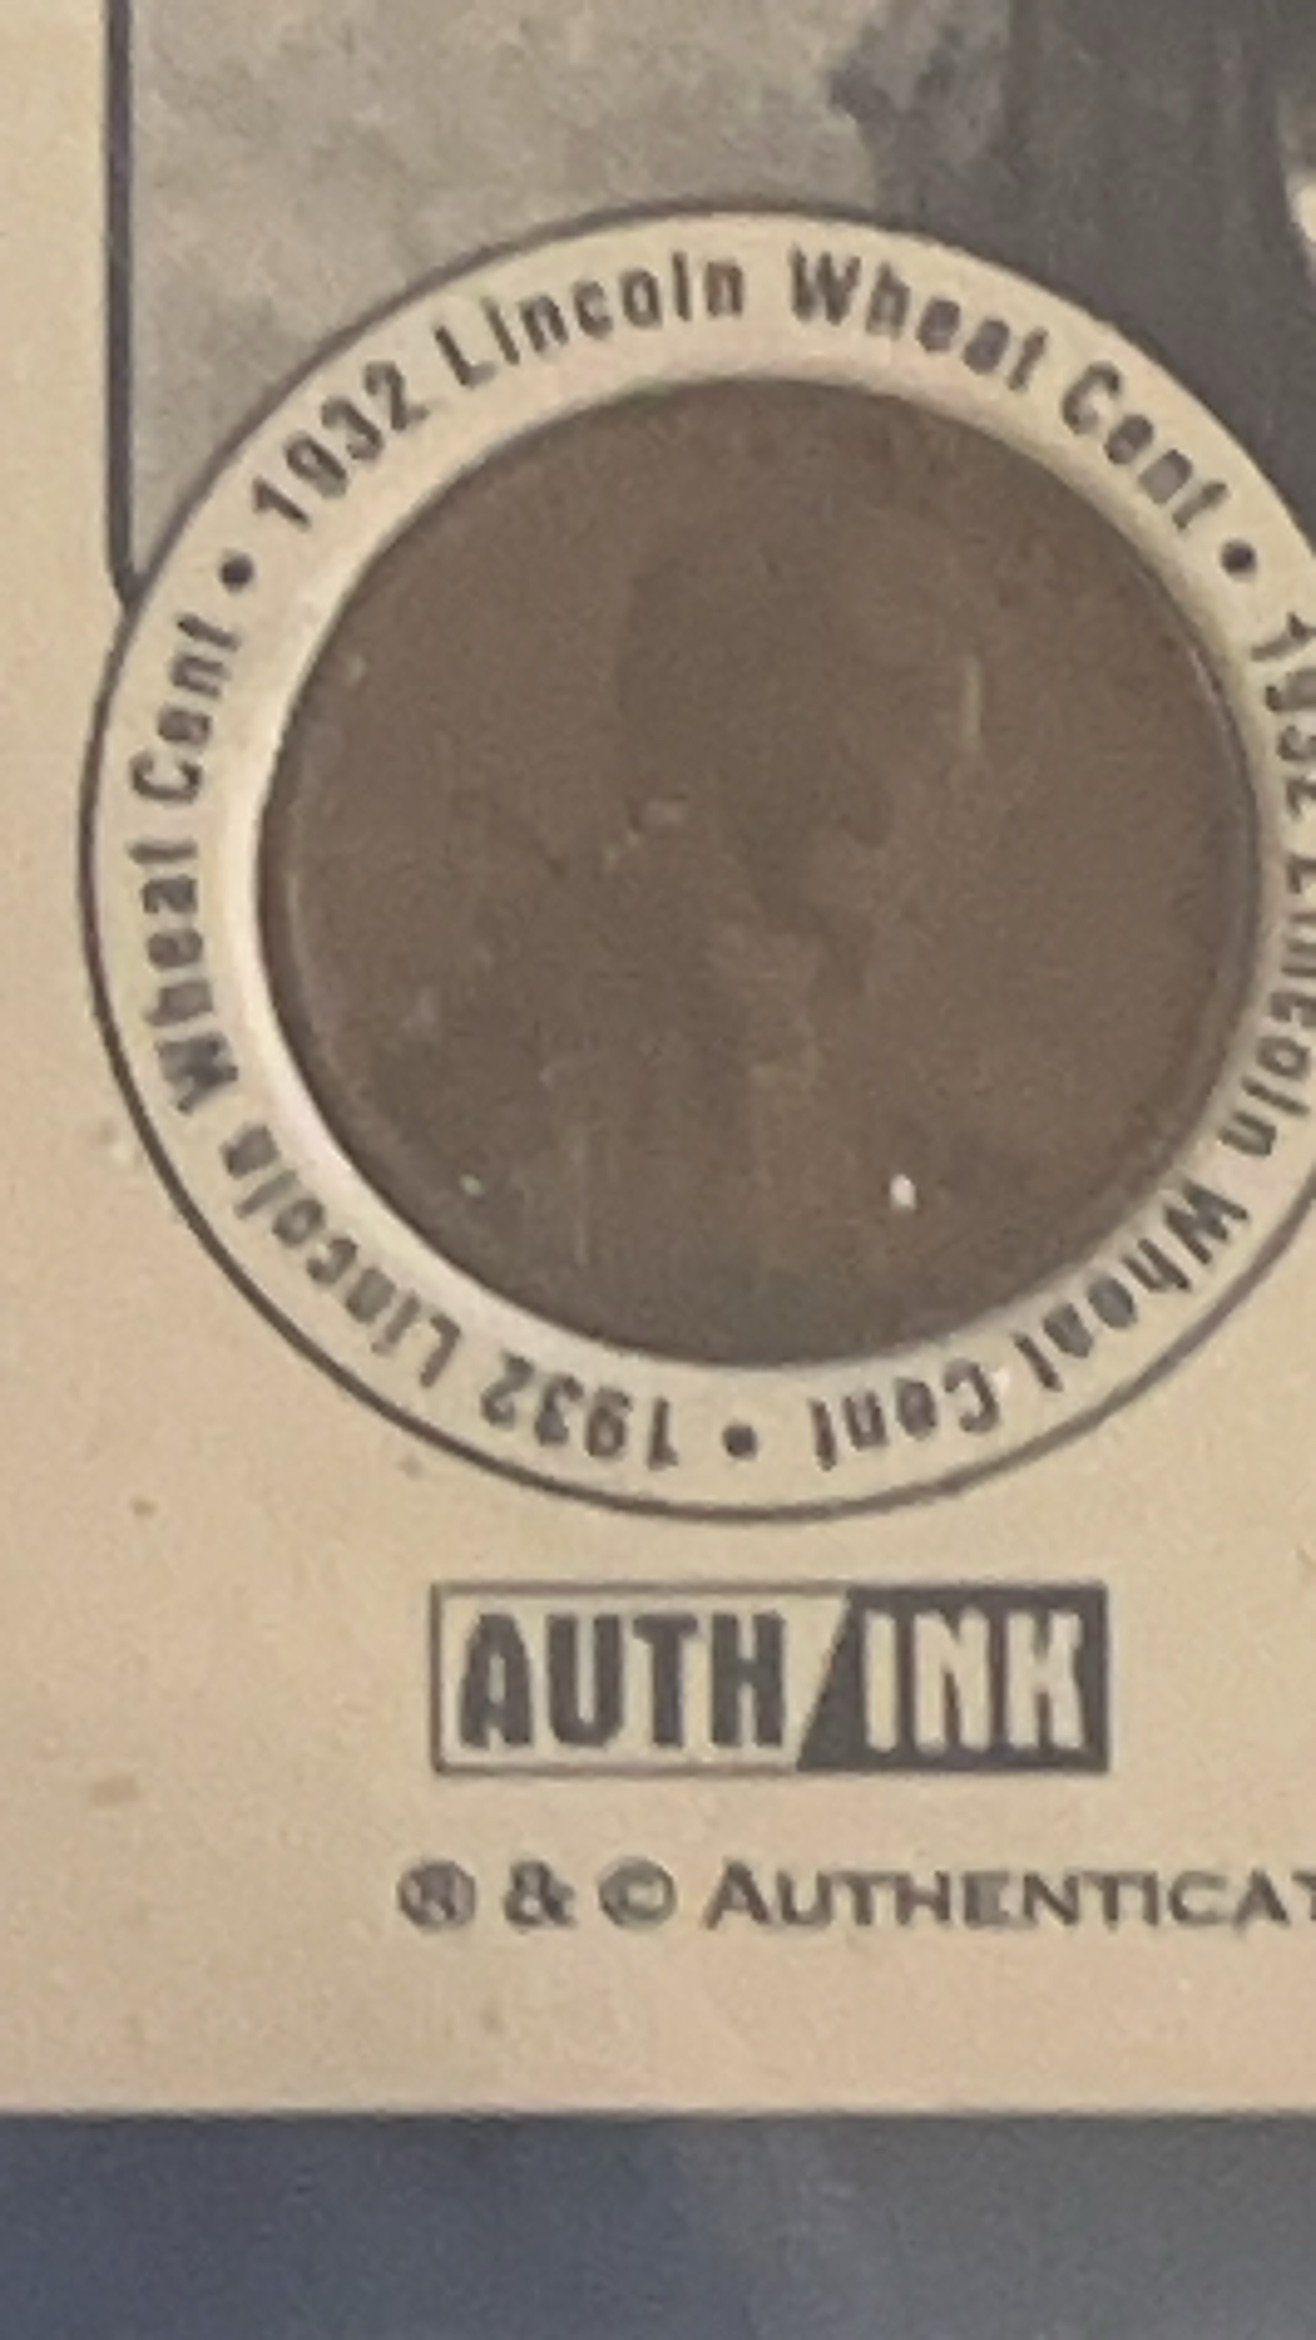 • 1932 Lincoln Wheat Cent • 1932 Lincoln Wheat Cent • 1932 Lincoln Wheat Cent
AUTH/INK
® & © AUTHENTICAT